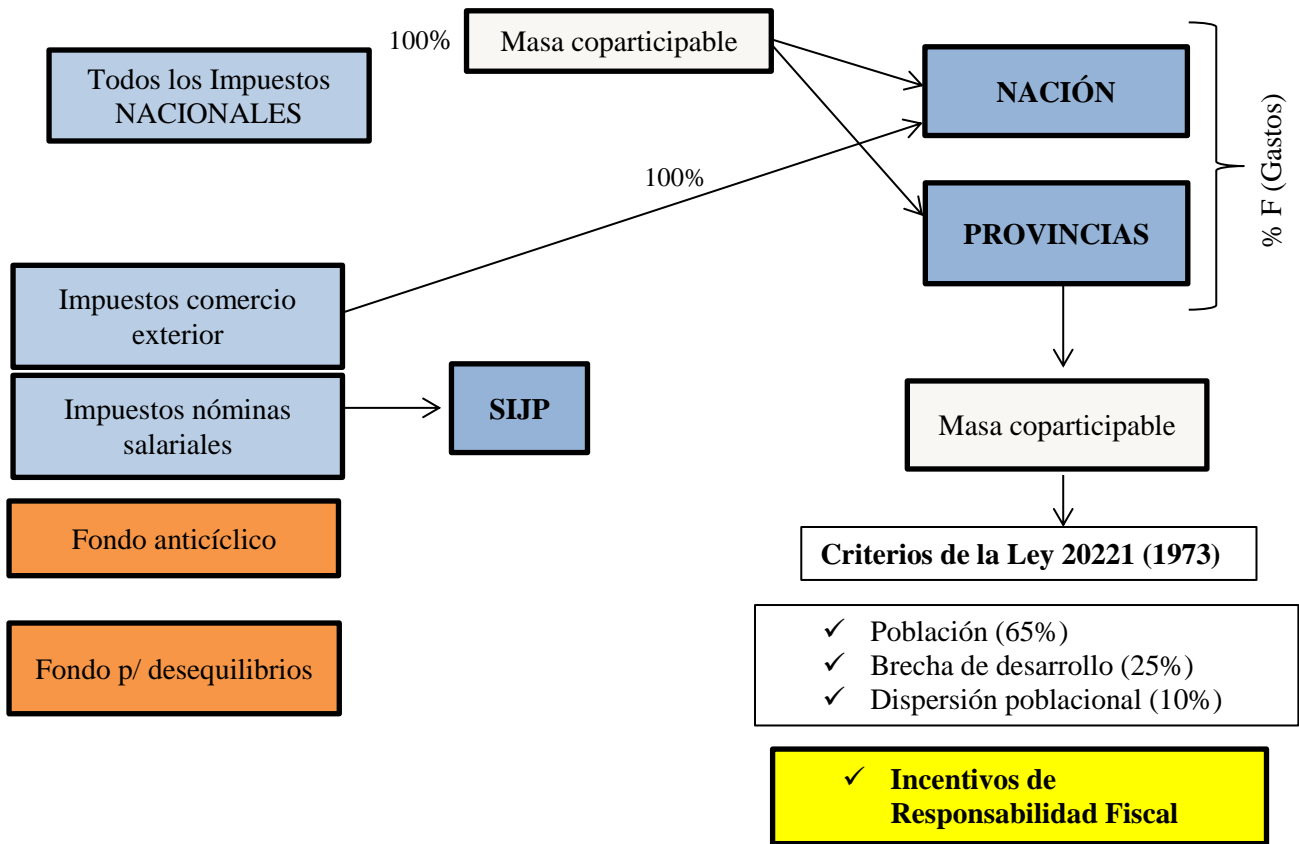 100%
Masa coparticipable
Todos los Impuestos
NACIONALES
NACIÓN
% F (Gastos)
100%
PROVINCIAS
Impuestos comercio
exterior
Impuestos nóminas
salariales
SIJP
Masa coparticipable
Fondo anticíclico
Criterios de la Ley 20221 (1973)
Fondo p/ desequilibrios
✓ Población (65%)
✓ Brecha de desarrollo (25%)
✓ Dispersión poblacional (10%)
✓ Incentivos de
Responsabilidad Fiscal